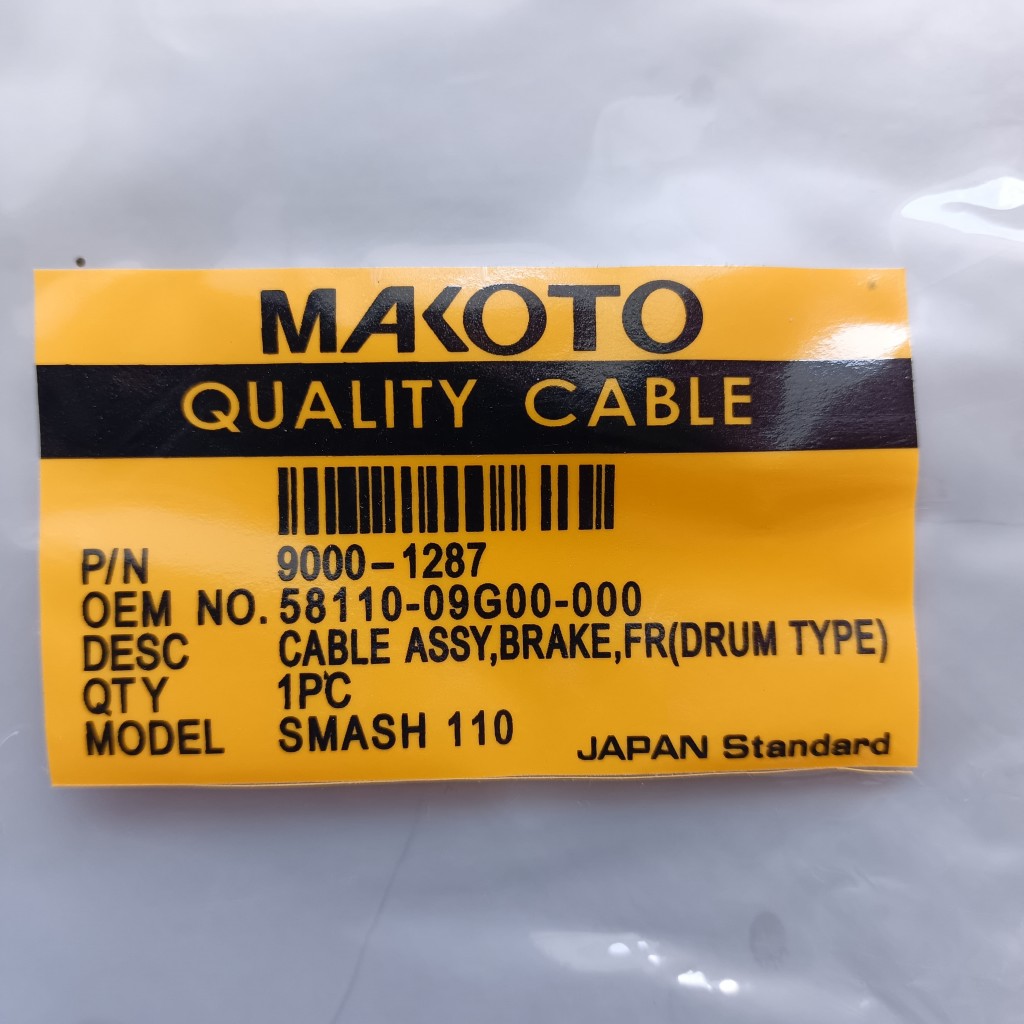 MAKOTO
QUALITY CABLE
P/N 9000-1287
OEM NO. 58110-09G00-000
DESC CABLE ASSY,BRAKE,FR(DRUM TYPE)
QTY 1PC
MODEL SMASH 110
JAPAN Standard